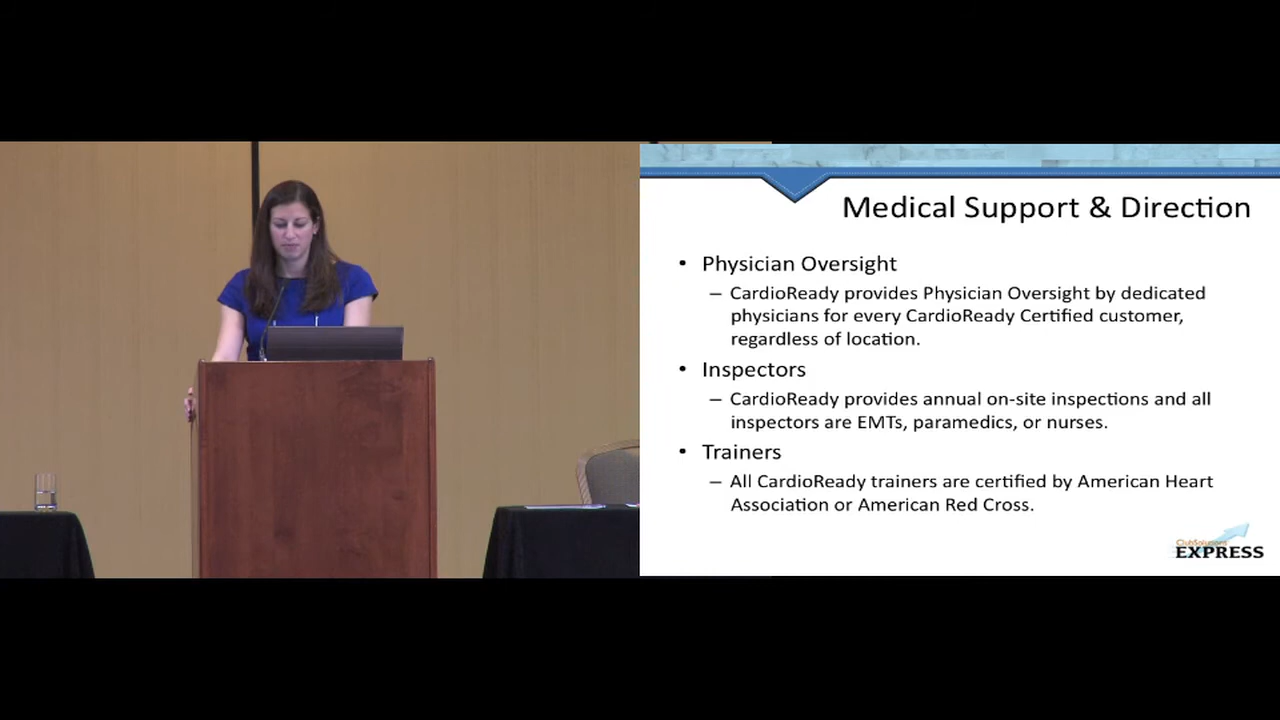 Medical Support & Direction
• Physician Oversight
– CardioReady provides Physician Oversight by dedicated
physicians for every CardioReady Certified customer,
regardless of location.
• Inspectors
– CardioReady provides annual on-site inspections and all
inspectors are EMTs, paramedics, or nurses.
• Trainers
– All CardioReady trainers are certified by American Heart
Association or American Red Cross.
ClubSolutions
EXPRESS